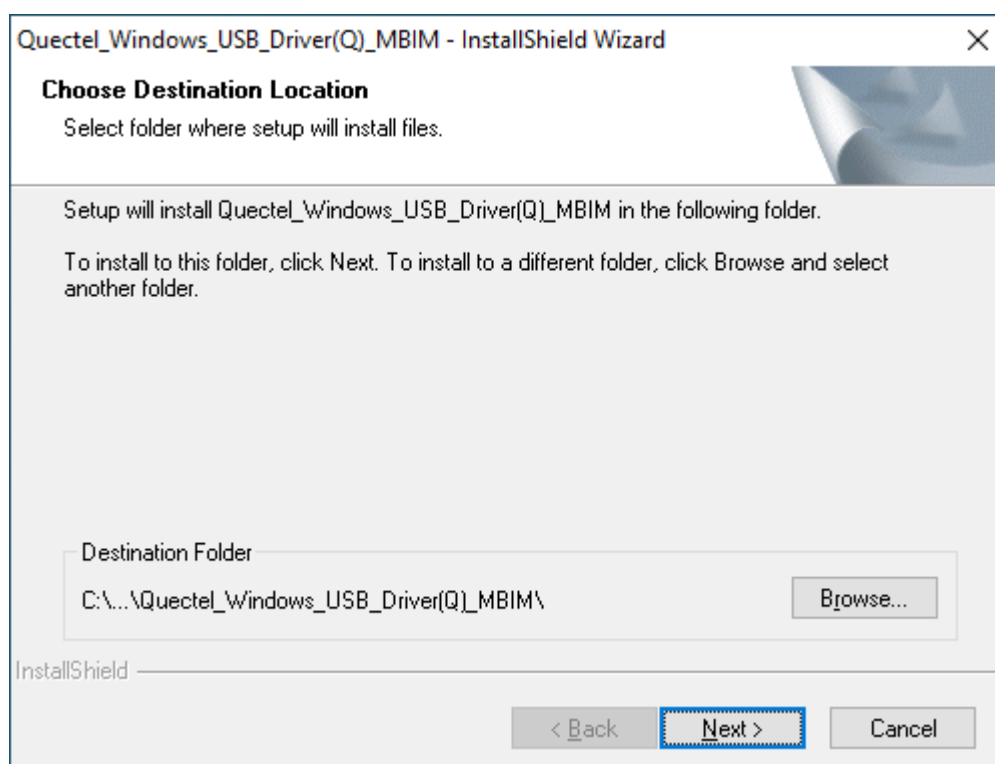 Quectel_Windows_USB_Driver(Q)_MBIM - InstallShield Wizard
Choose Destination Location
Select folder where setup will install files.
Setup will install Quectel_Windows_USB_Driver(Q)_MBIM in the following folder.
To install to this folder, click Next. To install to a different folder, click Browse and select
another folder.
Destination Folder
C:\...\Quectel_Windows_USB_Driver(Q)_MBIM\
Browse...
InstallShield
< Back
Next >
Cancel